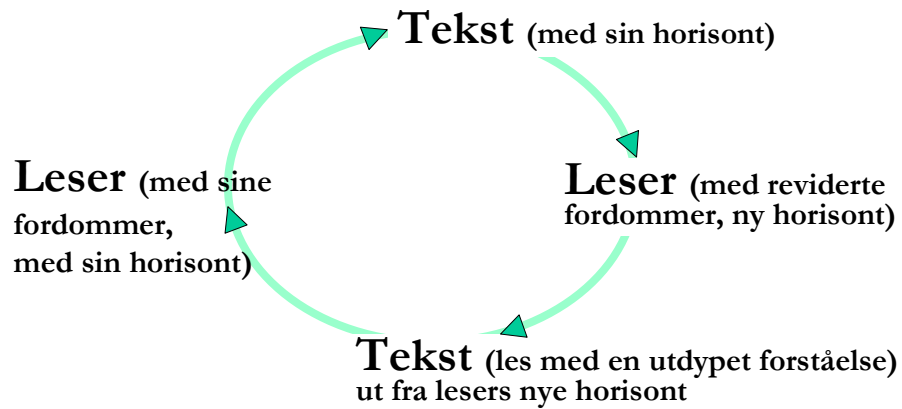 Tekst (med sin horisont)
Leser (med sine
fordommer,
med sin horisont)
Leser (med reviderte
fordommer, ny horisont)
Tekst (les med en utdypet forståelse)
ut fra lesers nye horisont